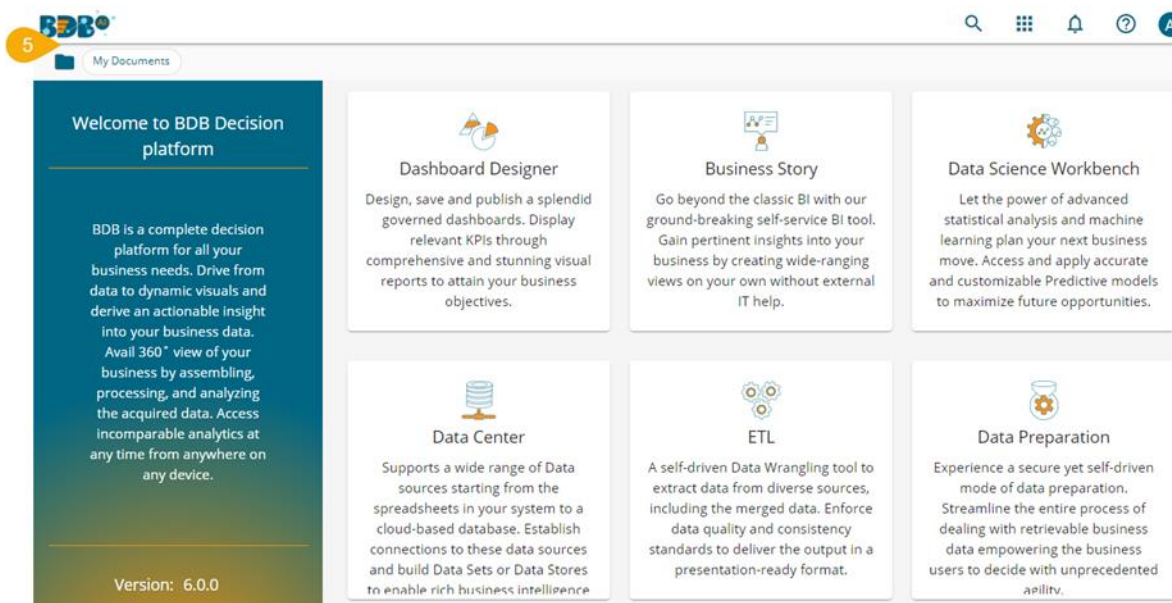 BDB
AI
A
5
My Documents
Welcome to BDB Decision
platform
BDB is a complete decision
platform for all your
business needs. Drive from
data to dynamic visuals and
derive an actionable insight
into your business data.
Avail 360° view of your
business by assembling,
processing, and analyzing
the acquired data. Access
incomparable analytics at
any time from anywhere on
any device.
Version: 6.0.0
Dashboard Designer
Design, save and publish a splendid
governed dashboards. Display
relevant KPIs through
comprehensive and stunning visual
reports to attain your business
objectives.
Business Story
Go beyond the classic BI with our
ground-breaking self-service BI tool.
Gain pertinent insights into your
business by creating wide-ranging
views on your own without external
IT help.
Data Science Workbench
Let the power of advanced
statistical analysis and machine
learning plan your next business
move. Access and apply accurate
and customizable Predictive models
to maximize future opportunities.
Data Center
Supports a wide range of Data
sources starting from the
spreadsheets in your system to a
cloud-based database. Establish
connections to these data sources
and build Data Sets or Data Stores
to enable rich business intelligence
ETL
A self-driven Data Wrangling tool to
extract data from diverse sources,
including the merged data. Enforce
data quality and consistency
standards to deliver the output in a
presentation-ready format.
Data Preparation
Experience a secure yet self-driven
mode of data preparation.
Streamline the entire process of
dealing with retrievable business
data empowering the business
users to decide with unprecedented
agility.